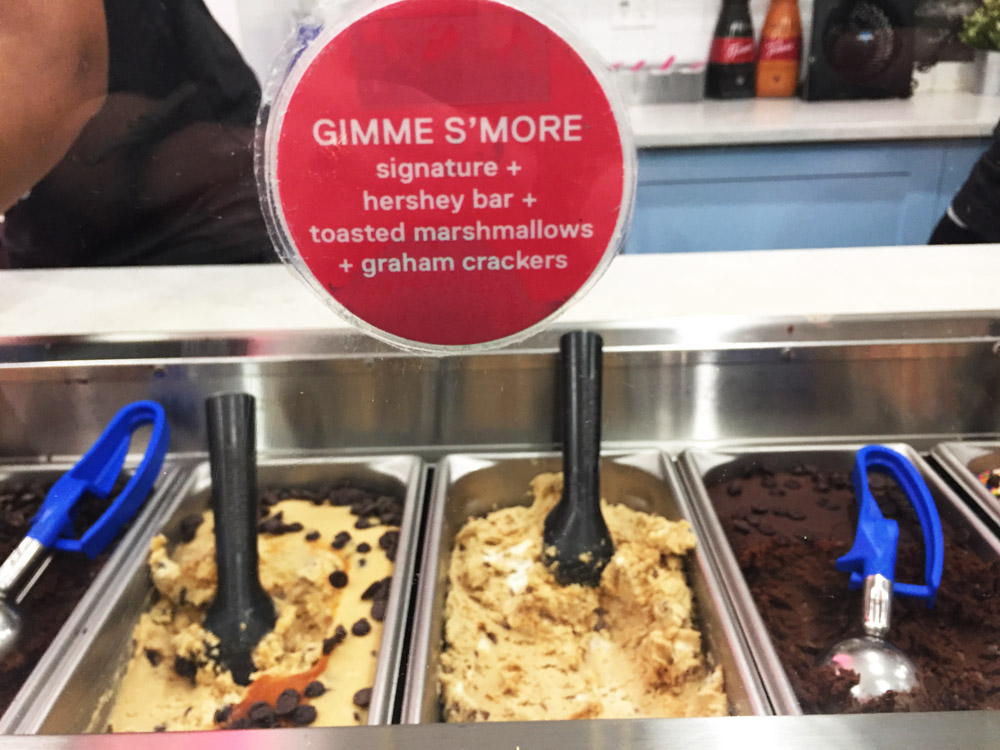 GIMME S'MORE
signature +
hershey bar +
toasted marshmallows
+ graham crackers